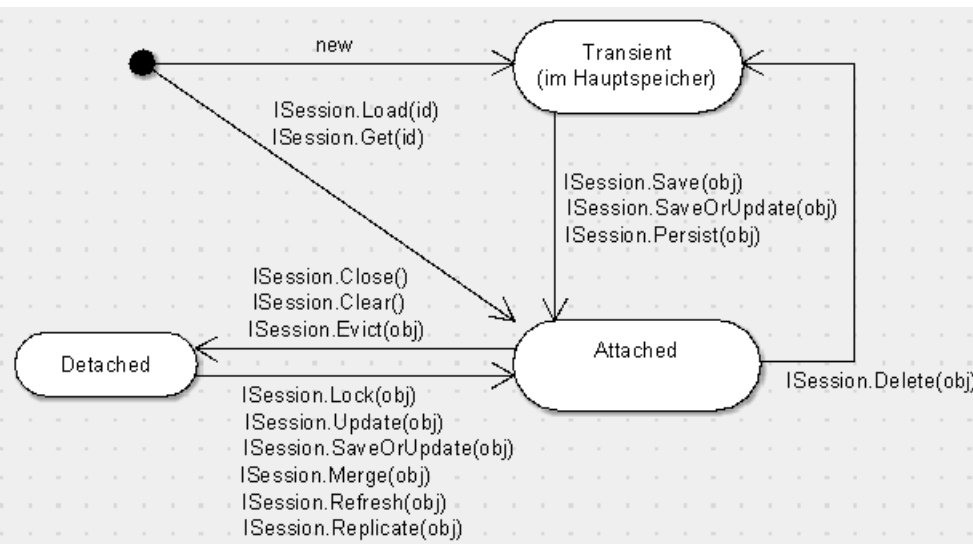 new
Transient
(im Hauptspeicher)
ISession.Load(id)
ISession.Get(id)
ISession.Save(obj)
ISession.SaveOrUpdate(obj)
ISession.Persist(obj)
ISession.Close()
ISession.Clear()
ISession.Evict(obj)
Attached
Detached
ISession.Delete(obj)
ISession.Lock(obj)
ISession.Update(obj)
ISession.SaveOrUpdate(obj)
ISession.Merge(obj)
ISession.Refresh(obj)
ISession.Replicate(obj)